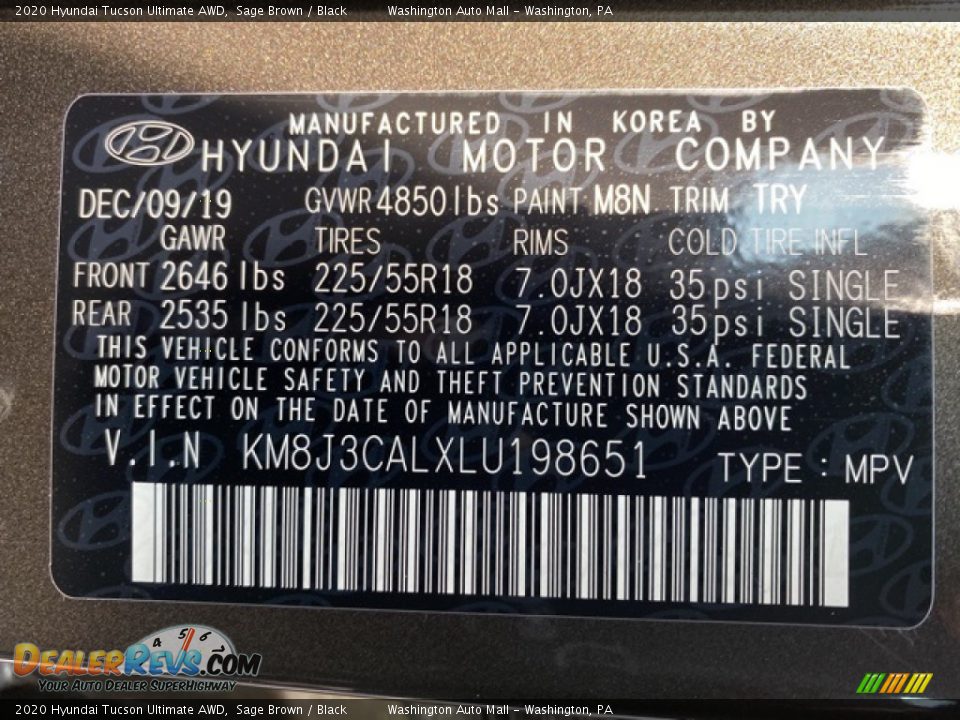 2020 Hyundai Tucson Ultimate AWD, Sage Brown / Black Washington Auto Mall - Washington, PA
MANUFACTURED IN KOREA BY
HYUNDAI MOTOR COMPANY
DEC/09/19 GVWR 4850 lbs PAINT M8N TRIM TRY
GAWR TIRES RIMS COLD TIRE INFL
FRONT 2646 lbs 225/55R18 7.0JX18 35psi SINGLE
REAR 2535 lbs 225/55R18 7.0JX18 35psi SINGLE
THIS VEHICLE CONFORMS TO ALL APPLICABLE U.S.A. FEDERAL
MOTOR VEHICLE SAFETY AND THEFT PREVENTION STANDARDS
IN EFFECT ON THE DATE OF MANUFACTURE SHOWN ABOVE
V.I.N KM8J3CALXLU198651 TYPE : MPV
4 5 6
DEALERREVS.COM
YOUR AUTO DEALER SUPERHIGHWAY
2020 Hyundai Tucson Ultimate AWD, Sage Brown / Black Washington Auto Mall - Washington, PA